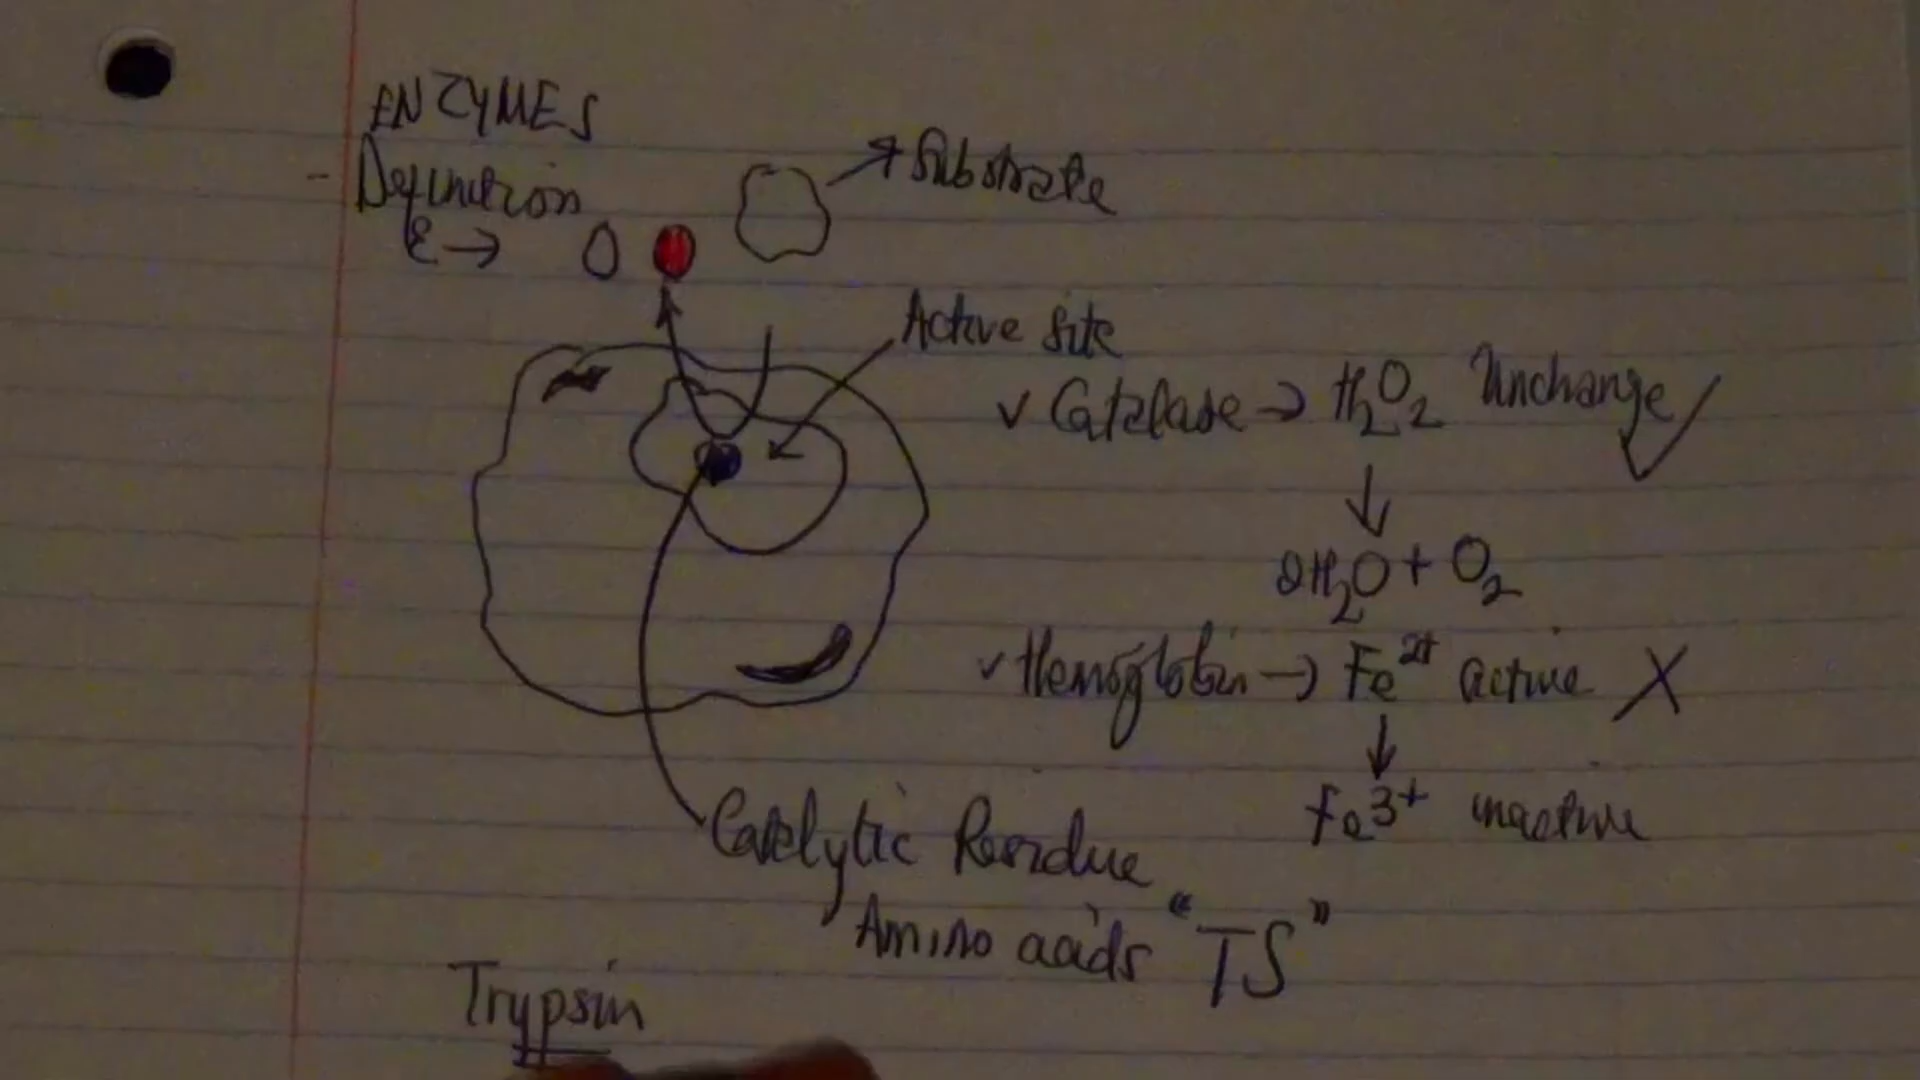 ENZYMES
- Definition
E → O
Substrate
Active site
✓ Catalase → H₂O₂ Unchange ✓
↓
2H₂O + O₂
✓ Hemoglobin → Fe²⁺ active X
↓
Fe3⁺ inactive
Catalytic Residue
Amino acids "TS"
Trypsin